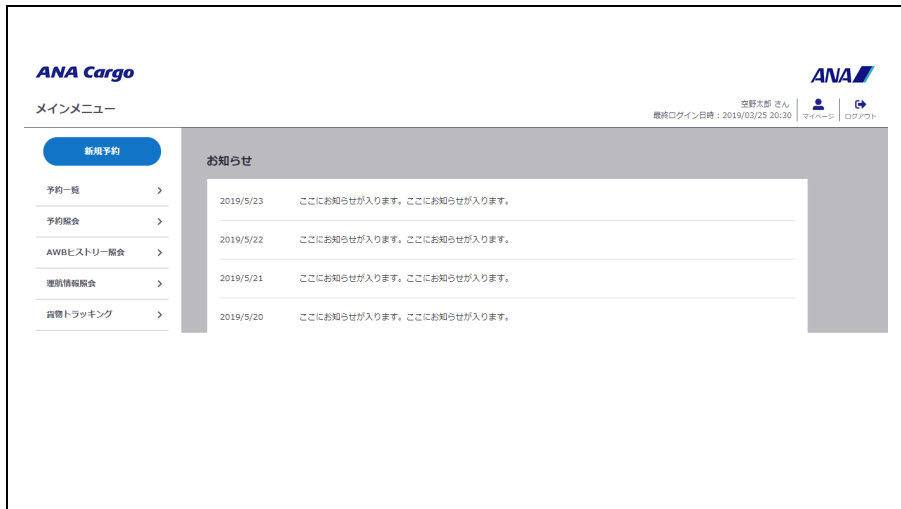 ANA Cargo
ANA
メインメニュー
空野太郎 さん
最終ログイン日時：2019/03/25 20:30
マイページ
ログアウト
新規予約
予約一覧
予約照会
AWBヒストリー照会
運航情報照会
貨物トラッキング
お知らせ
2019/5/23 ここにお知らせが入ります。ここにお知らせが入ります。
2019/5/22 ここにお知らせが入ります。ここにお知らせが入ります。
2019/5/21 ここにお知らせが入ります。ここにお知らせが入ります。
2019/5/20 ここにお知らせが入ります。ここにお知らせが入ります。